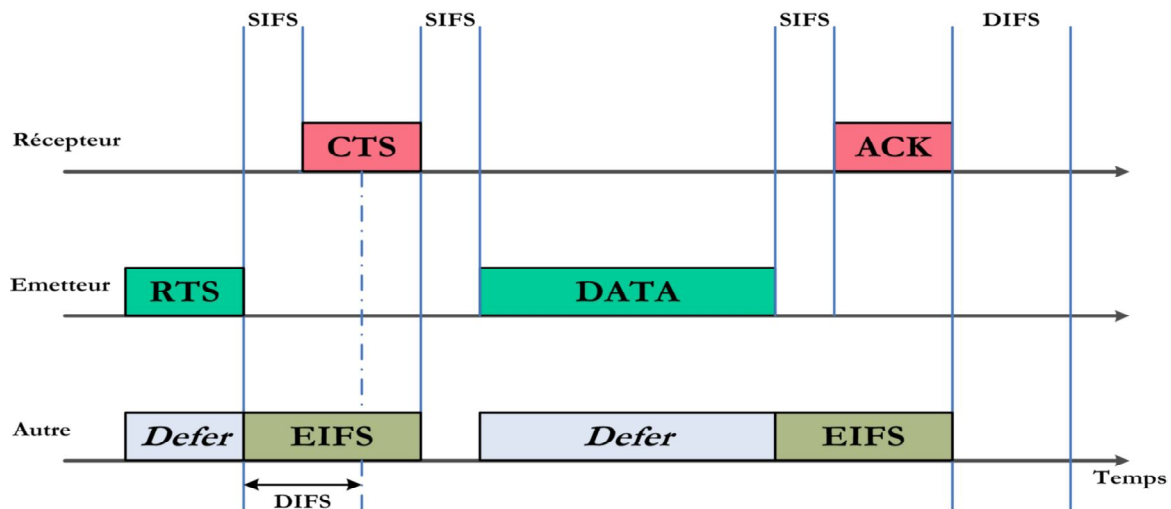 SIFS SIFS SIFS DIFS
Récepteur CTS ACK
Emetteur RTS DATA
Autre Defer EIFS Defer EIFS
Temps
DIFS